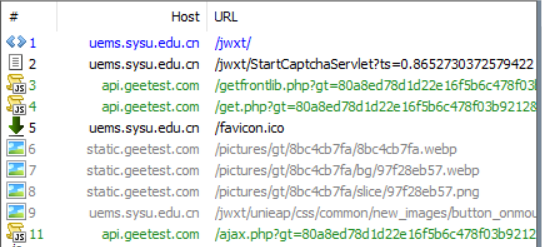 # Host URL
1 uems.sysu.edu.cn /jwxt/
2 uems.sysu.edu.cn /jwxt/StartCaptchaServlet?ts=0.8652730372579422
JS 3 api.geetest.com /getfrontlib.php?gt=80a8ed78d1d22e16f5b6c478f03b
JS 4 api.geetest.com /get.php?gt=80a8ed78d1d22e16f5b6c478f03b92128
5 uems.sysu.edu.cn /favicon.ico
6 static.geetest.com /pictures/gt/8bc4cb7fa/8bc4cb7fa.webp
7 static.geetest.com /pictures/gt/8bc4cb7fa/bg/97f28eb57.webp
8 static.geetest.com /pictures/gt/8bc4cb7fa/slice/97f28eb57.png
9 uems.sysu.edu.cn /jwxt/unieap/css/common/new_images/button_onmou
JS 11 api.geetest.com /ajax.php?gt=80a8ed78d1d22e16f5b6c478f03b9212